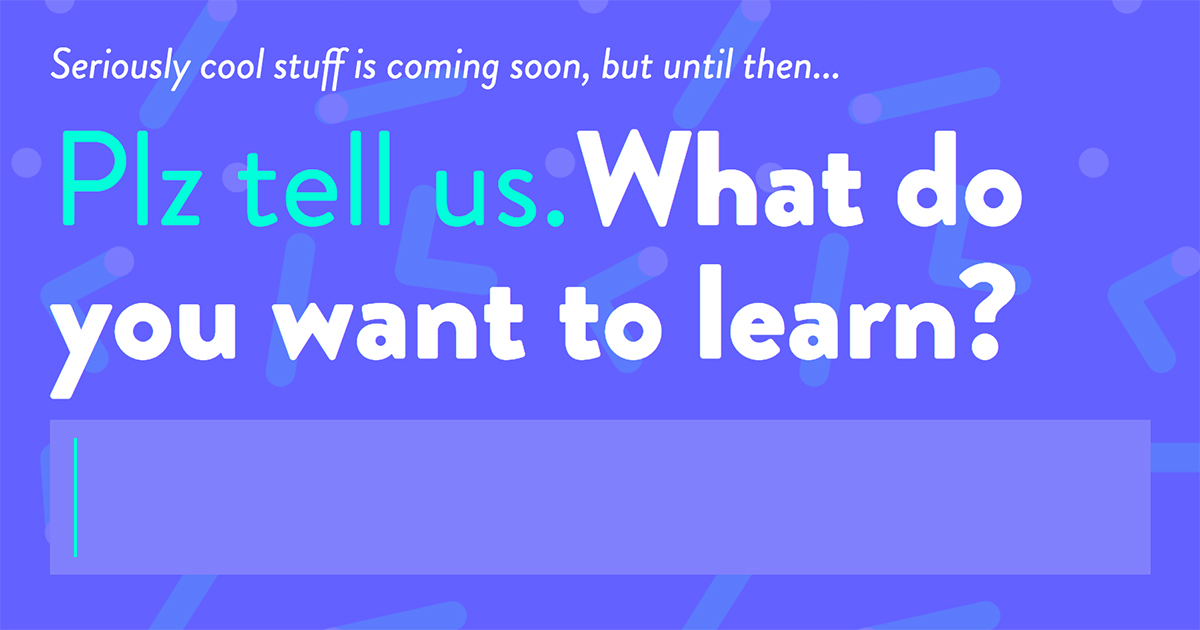 Seriously cool stuff is coming soon, but until then...
Plz tell us. What do
you want to learn?